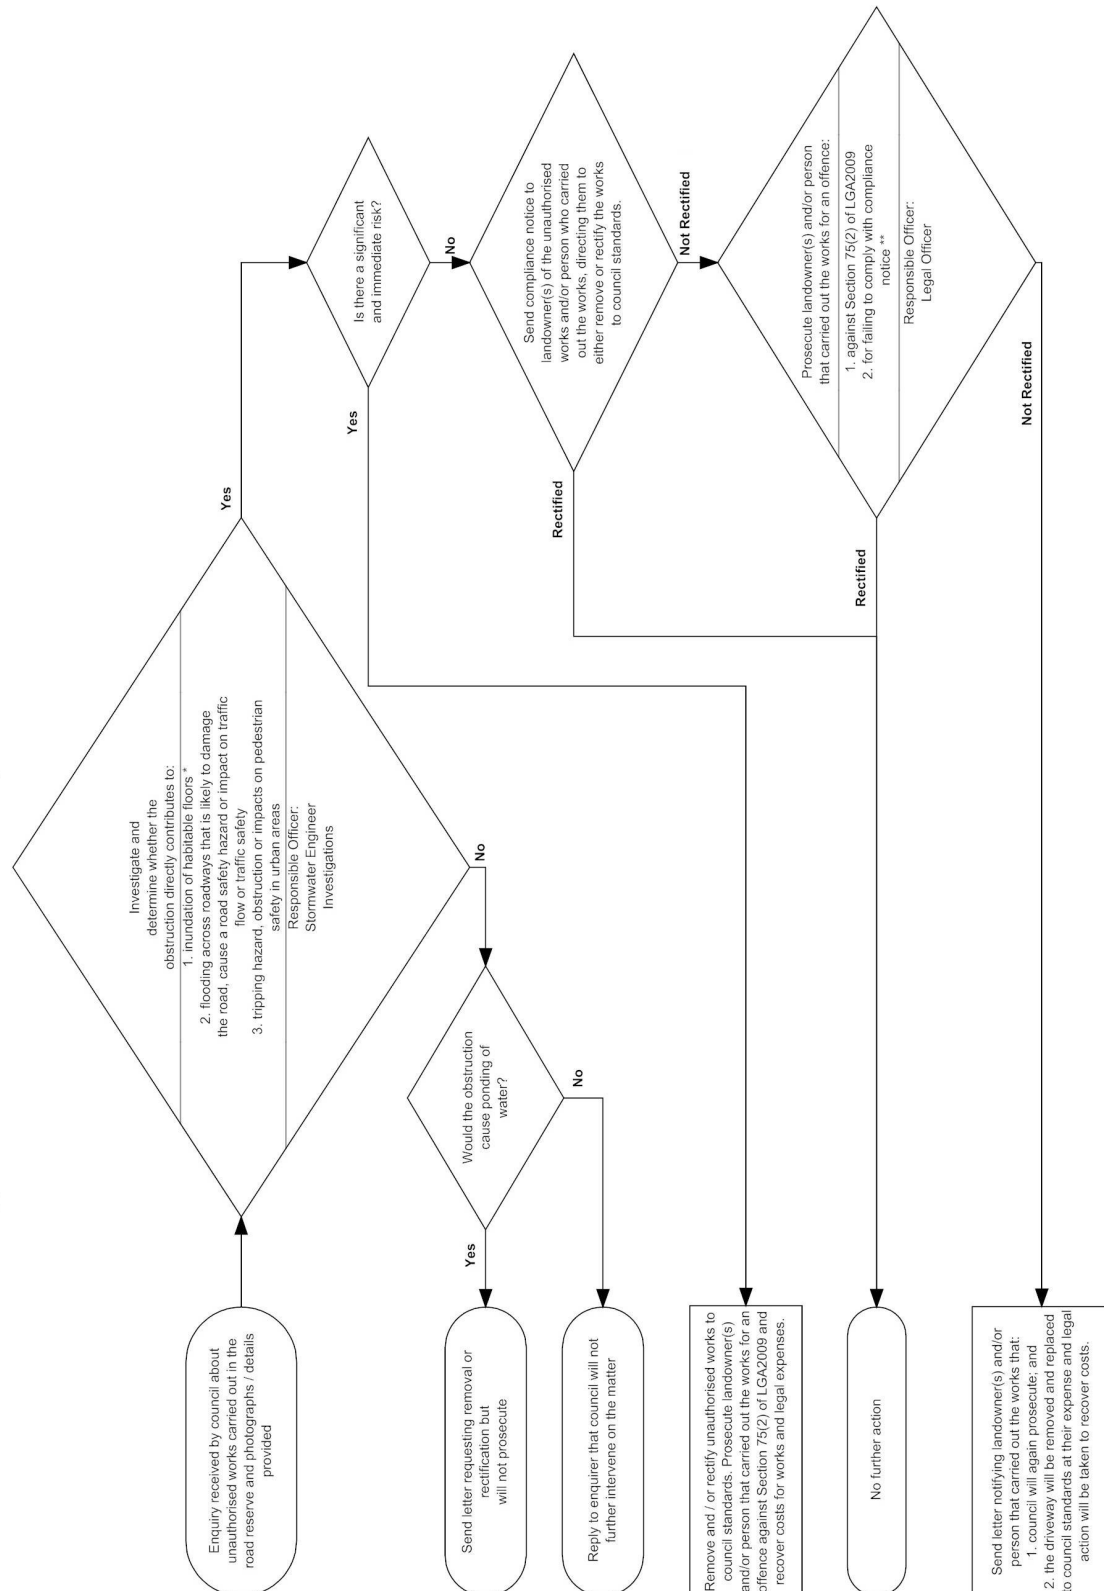 Enquiry received by council about
unauthorised works carried out in the
road reserve and photographs / details
provided
Investigate and
determine whether the
obstruction directly contributes to:
1. inundation of habitable floors *
2. flooding across roadways that is likely to damage
the road, cause a road safety hazard or impact on traffic
flow or traffic safety
3. tripping hazard, obstruction or impacts on pedestrian
safety in urban areas
Responsible Officer:
Stormwater Engineer
Investigations
Yes
No
Is there a significant
and immediate risk?
Yes
No
Would the obstruction
cause ponding of
water?
Yes
No
Send letter requesting removal or
rectification but
will not prosecute
Reply to enquirer that council will not
further intervene on the matter
Send compliance notice to
landowner(s) of the unauthorised
works and/or person who carried
out the works, directing them to
either remove or rectify the works
to council standards.
Rectified
Not Rectified
Remove and / or rectify unauthorised works to
council standards. Prosecute landowner(s)
and/or person that carried out the works for an
offence against Section 75(2) of LGA2009 and
recover costs for works and legal expenses.
Prosecute landowner(s) and/or person
that carried out the works for an offence:
1. against Section 75(2) of LGA2009
2. for failing to comply with compliance
notice **
Responsible Officer:
Legal Officer
Rectified
Not Rectified
No further action
Send letter notifying landowner(s) and/or
person that carried out the works that:
1. council will again prosecute; and
2. the driveway will be removed and replaced
to council standards at their expense and legal
action will be taken to recover costs.